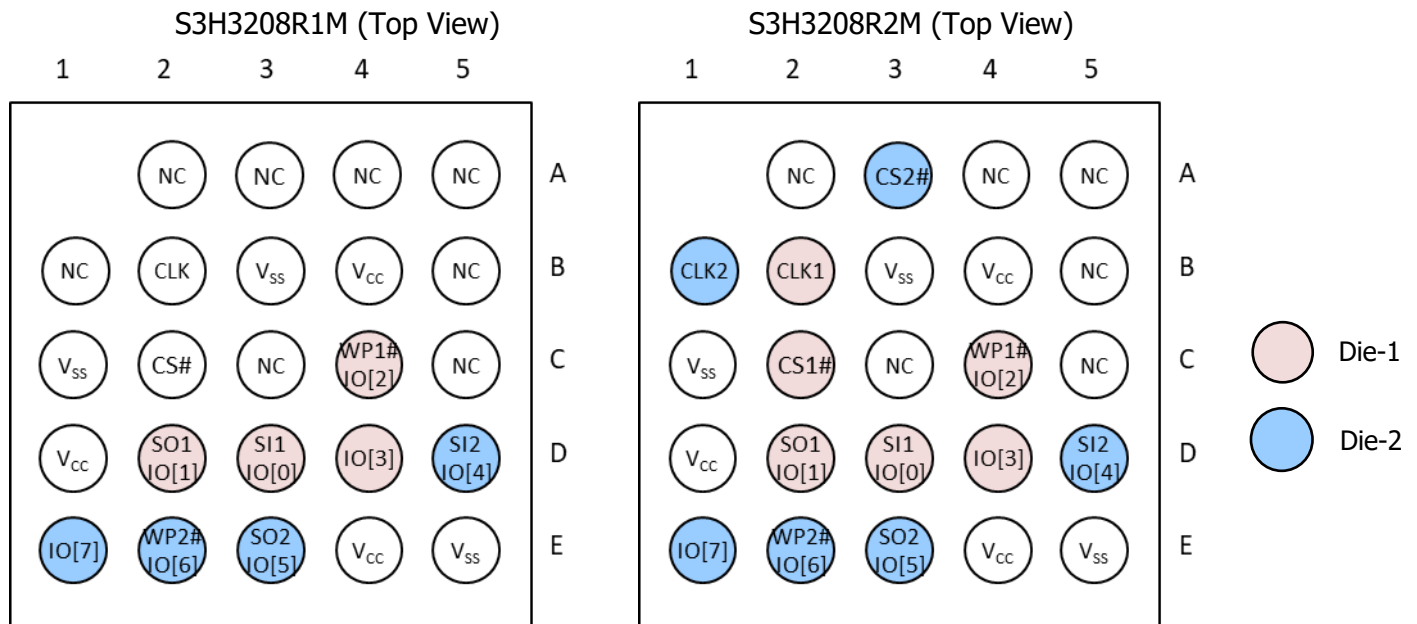 S3H3208R1M (Top View) S3H3208R2M (Top View)
1 2 3 4 5 1 2 3 4 5
NC NC NC NC A NC CS2# NC NC A
NC CLK VSS VCC NC B CLK2 CLK1 VSS VCC NC B
VSS CS# NC WP1# IO[2] NC C VSS CS1# NC WP1# IO[2] NC C
Die-1
VCC SO1 IO[1] SI1 IO[0] IO[3] SI2 IO[4] D VCC SO1 IO[1] SI1 IO[0] IO[3] SI2 IO[4] D
Die-2
IO[7] WP2# IO[6] SO2 IO[5] VCC VSS E IO[7] WP2# IO[6] SO2 IO[5] VCC VSS E